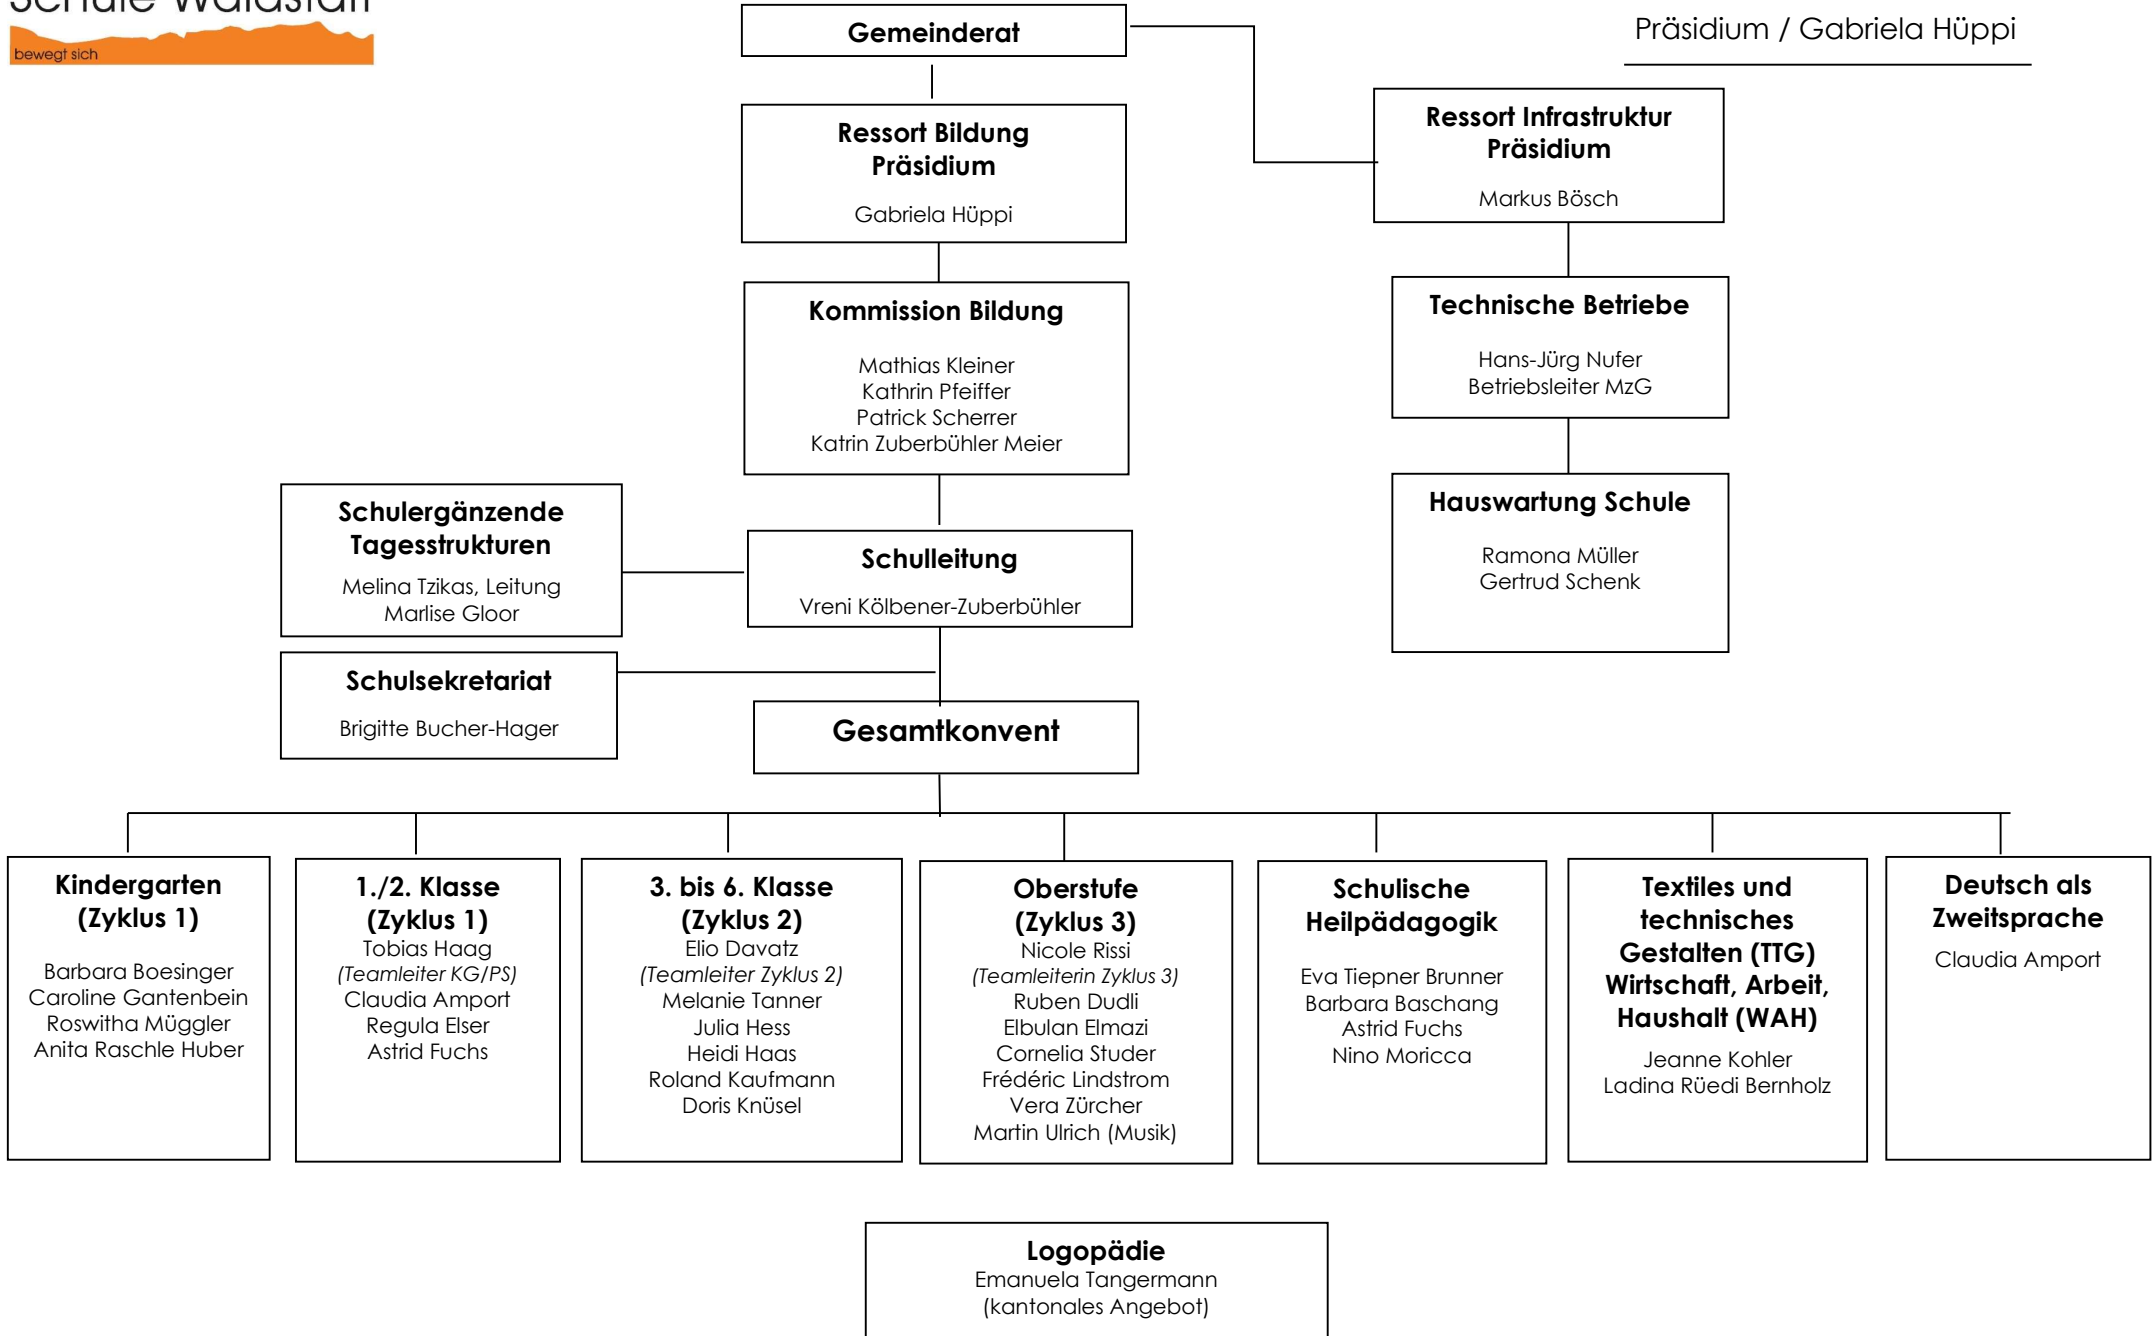 Schule Waldstatt
bewegt sich
Präsidium / Gabriela Hüppi
Gemeinderat
Ressort Bildung
Präsidium
Gabriela Hüppi
Ressort Infrastruktur
Präsidium
Markus Bösch
Kommission Bildung
Mathias Kleiner
Kathrin Pfeiffer
Patrick Scherrer
Katrin Zuberbühler Meier
Technische Betriebe
Hans-Jürg Nufer
Betriebsleiter MzG
Hauswartung Schule
Ramona Müller
Gertrud Schenk
Schulergänzende
Tagesstrukturen
Melina Tzikas, Leitung
Marlise Gloor
Schulleitung
Vreni Kölbener-Zuberbühler
Schulsekretariat
Brigitte Bucher-Hager
Gesamtkonvent
Kindergarten
(Zyklus 1)
Barbara Boesinger
Caroline Gantenbein
Roswitha Müggler
Anita Raschle Huber
1./2. Klasse
(Zyklus 1)
Tobias Haag
(Teamleiter KG/PS)
Claudia Amport
Regula Elser
Astrid Fuchs
3. bis 6. Klasse
(Zyklus 2)
Elio Davatz
(Teamleiter Zyklus 2)
Melanie Tanner
Julia Hess
Heidi Haas
Roland Kaufmann
Doris Knüsel
Oberstufe
(Zyklus 3)
Nicole Rissi
(Teamleiterin Zyklus 3)
Ruben Dudli
Elbulan Elmazi
Cornelia Studer
Frédéric Lindstrom
Vera Zürcher
Martin Ulrich (Musik)
Schulische
Heilpädagogik
Eva Tiepner Brunner
Barbara Baschang
Astrid Fuchs
Nino Moricca
Textiles und
technisches
Gestalten (TTG)
Wirtschaft, Arbeit,
Haushalt (WAH)
Jeanne Kohler
Ladina Rüedi Bernholz
Deutsch als
Zweitsprache
Claudia Amport
Logopädie
Emanuela Tangermann
(kantonales Angebot)